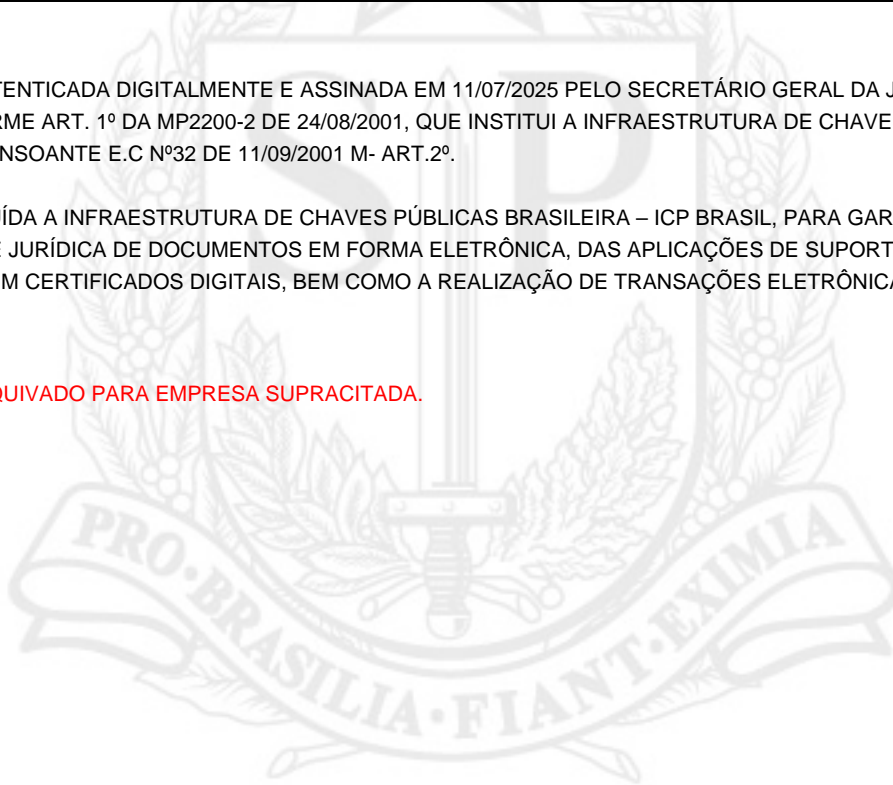 TENTICADA DIGITALMENTE E ASSINADA EM 11/07/2025 PELO SECRETÁRIO GERAL DA J
RME ART. 1º DA MP2200-2 DE 24/08/2001, QUE INSTITUI A INFRAESTRUTURA DE CHAVE
NSOANTE E.C Nº32 DE 11/09/2001 M- ART.2º.
ÍDA A INFRAESTRUTURA DE CHAVES PÚBLICAS BRASILEIRA – ICP BRASIL, PARA GAR
E JURÍDICA DE DOCUMENTOS EM FORMA ELETRÔNICA, DAS APLICAÇÕES DE SUPORT
M CERTIFICADOS DIGITAIS, BEM COMO A REALIZAÇÃO DE TRANSAÇÕES ELETRÔNICA
QUIVADO PARA EMPRESA SUPRACITADA.
SP
PRO·BRASILIA·FIANT·EXIMIA